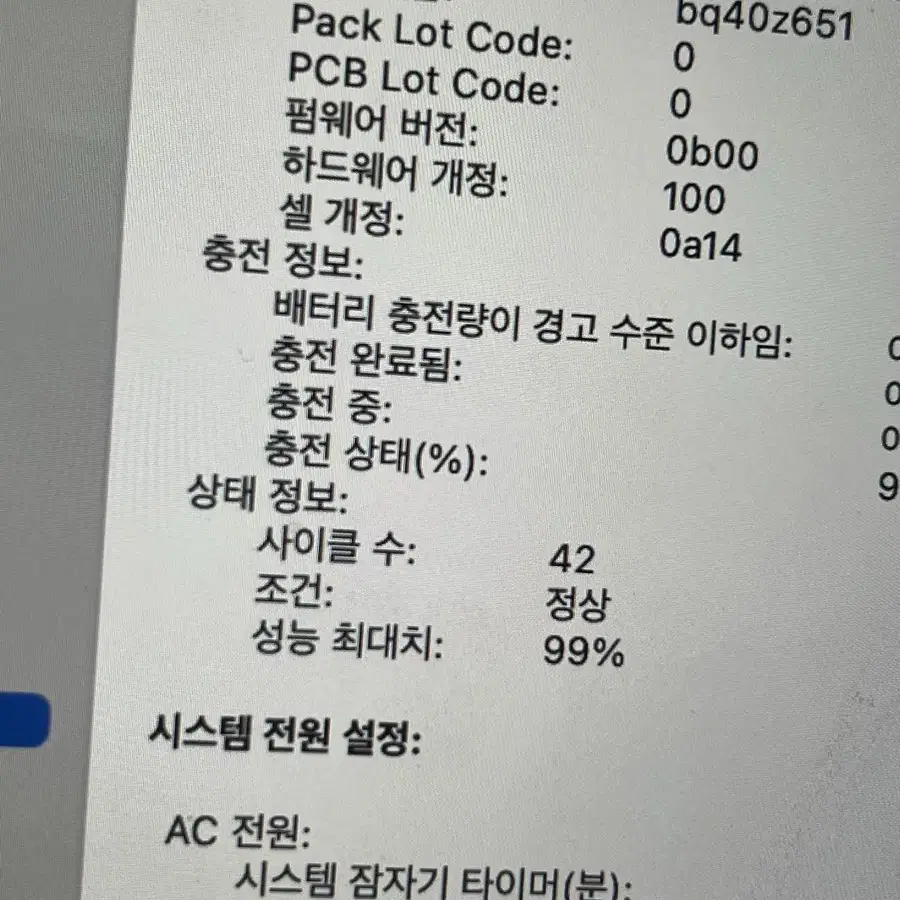 bq40z651
Pack Lot Code: 0
PCB Lot Code: 0
펌웨어 버전: 0b00
하드웨어 개정: 100
셀 개정: 0a14
충전 정보:
배터리 충전량이 경고 수준 이하임:
충전 완료됨:
충전 중:
충전 상태(%): 9
상태 정보:
사이클 수: 42
조건: 정상
성능 최대치: 99%
시스템 전원 설정:
AC 전원:
시스템 잠자기 타이머(분):